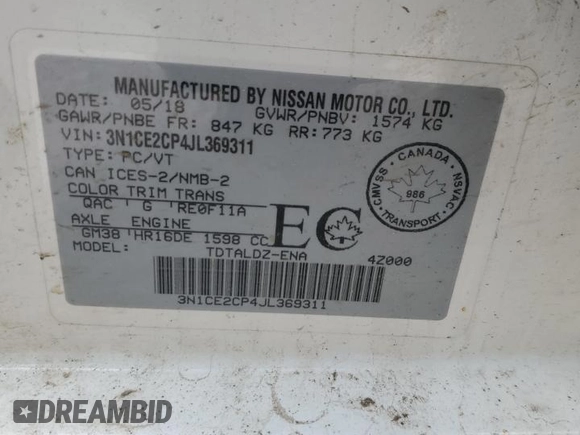 MANUFACTURED BY NISSAN MOTOR CO., LTD.
DATE: 05/18 GVWR/PNBV: 1574 KG
GAWR/PNBE FR: 847 KG RR: 773 KG
VIN: 3N1CE2CP4JL369311
TYPE: PC/VT
CAN ICES-2/NMB-2
COLOR TRIM TRANS
QAC G RE0F11A
AXLE ENGINE
GM38 HR16DE 1598 CC
MODEL: TDTALDZ-ENA 4Z000
EC
3N1CE2CP4JL369311
CMVSS CANADA NSVAC
986
TRANSPORT
DREAMBID